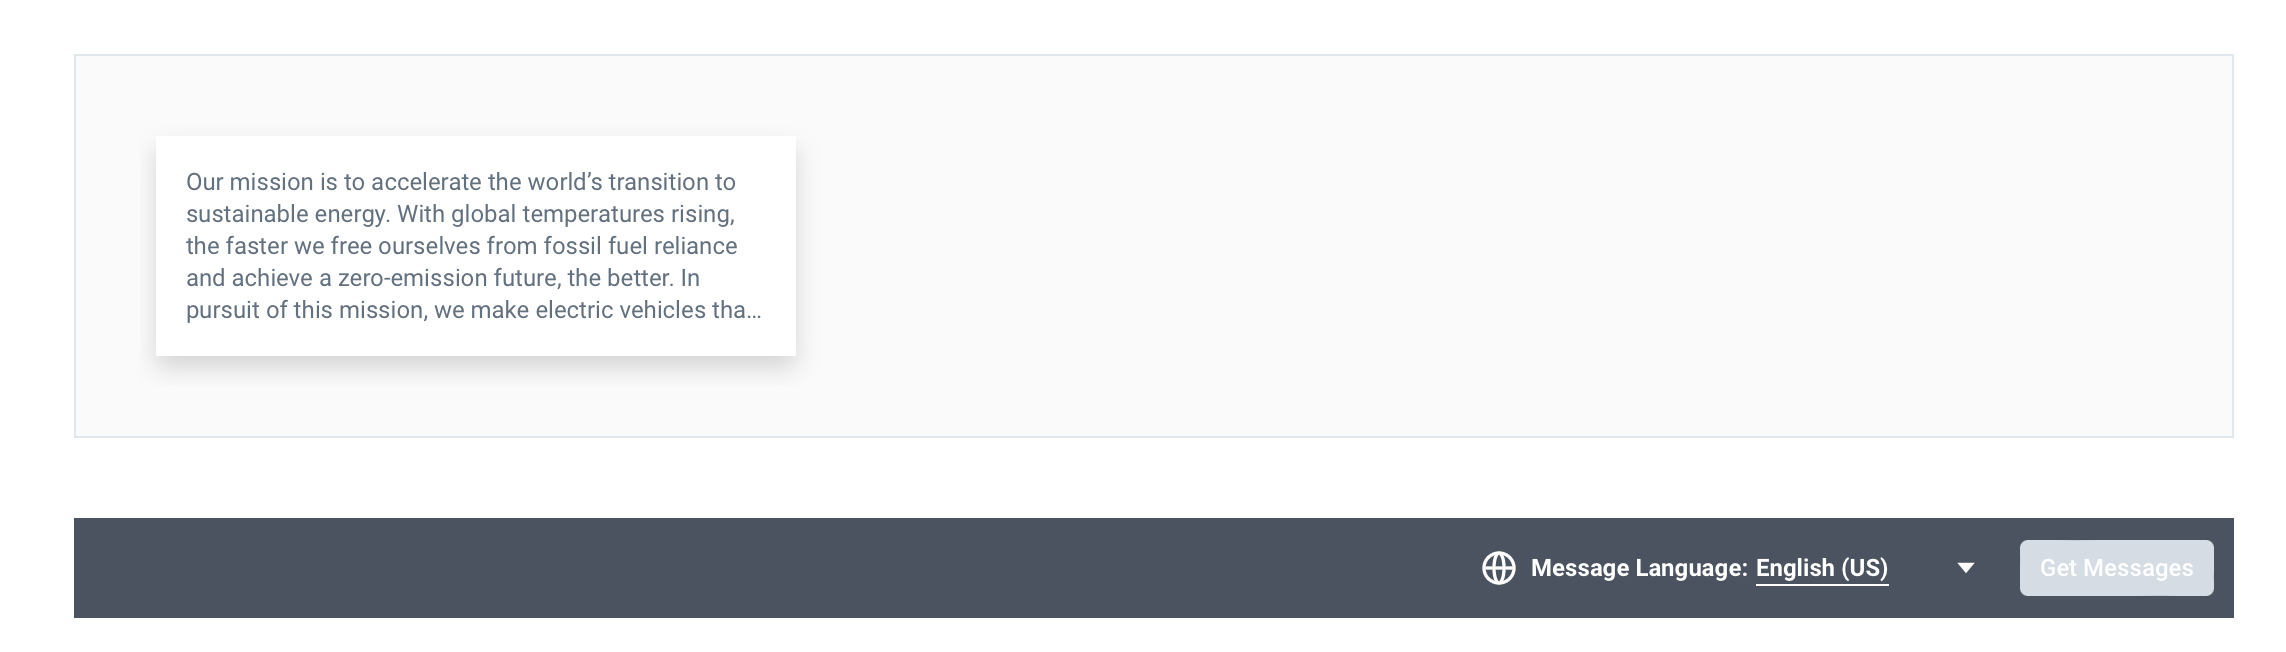 Our mission is to accelerate the world’s transition to
sustainable energy. With global temperatures rising,
the faster we free ourselves from fossil fuel reliance
and achieve a zero-emission future, the better. In
pursuit of this mission, we make electric vehicles tha...
Message Language: English (US)
Get Messages